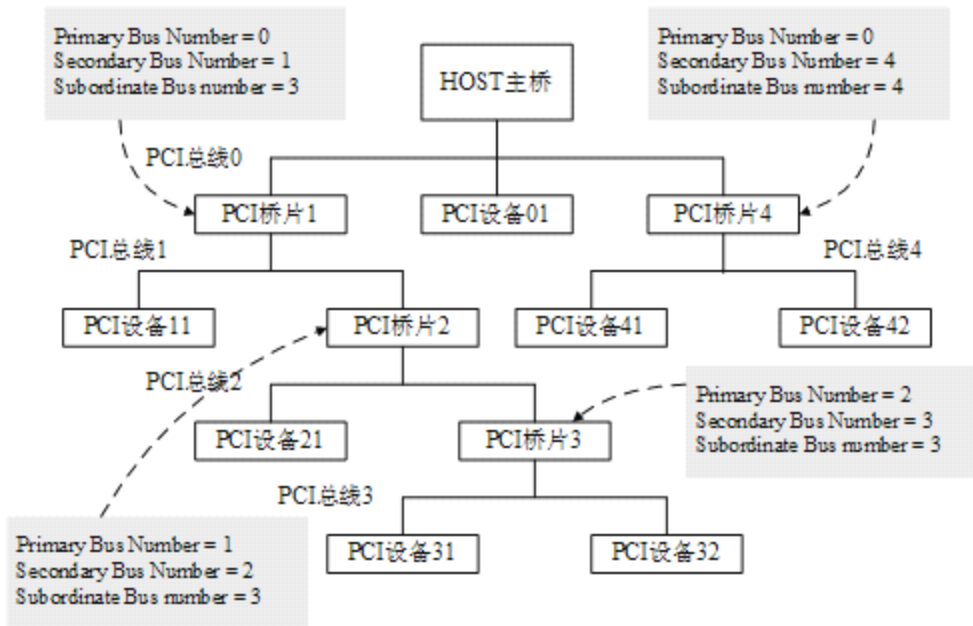 Primary Bus Number = 0
Secondary Bus Number = 1
Subordinate Bus number = 3
HOST主桥
Primary Bus Number = 0
Secondary Bus Number = 4
Subordinate Bus number = 4
PCI总线0
PCI桥片1
PCI设备01
PCI桥片4
PCI总线1
PCI总线4
PCI设备11
PCI桥片2
PCI设备41
PCI设备42
PCI总线2
Primary Bus Number = 2
Secondary Bus Number = 3
Subordinate Bus number = 3
PCI设备21
PCI桥片3
PCI总线3
Primary Bus Number = 1
Secondary Bus Number = 2
Subordinate Bus number = 3
PCI设备31
PCI设备32